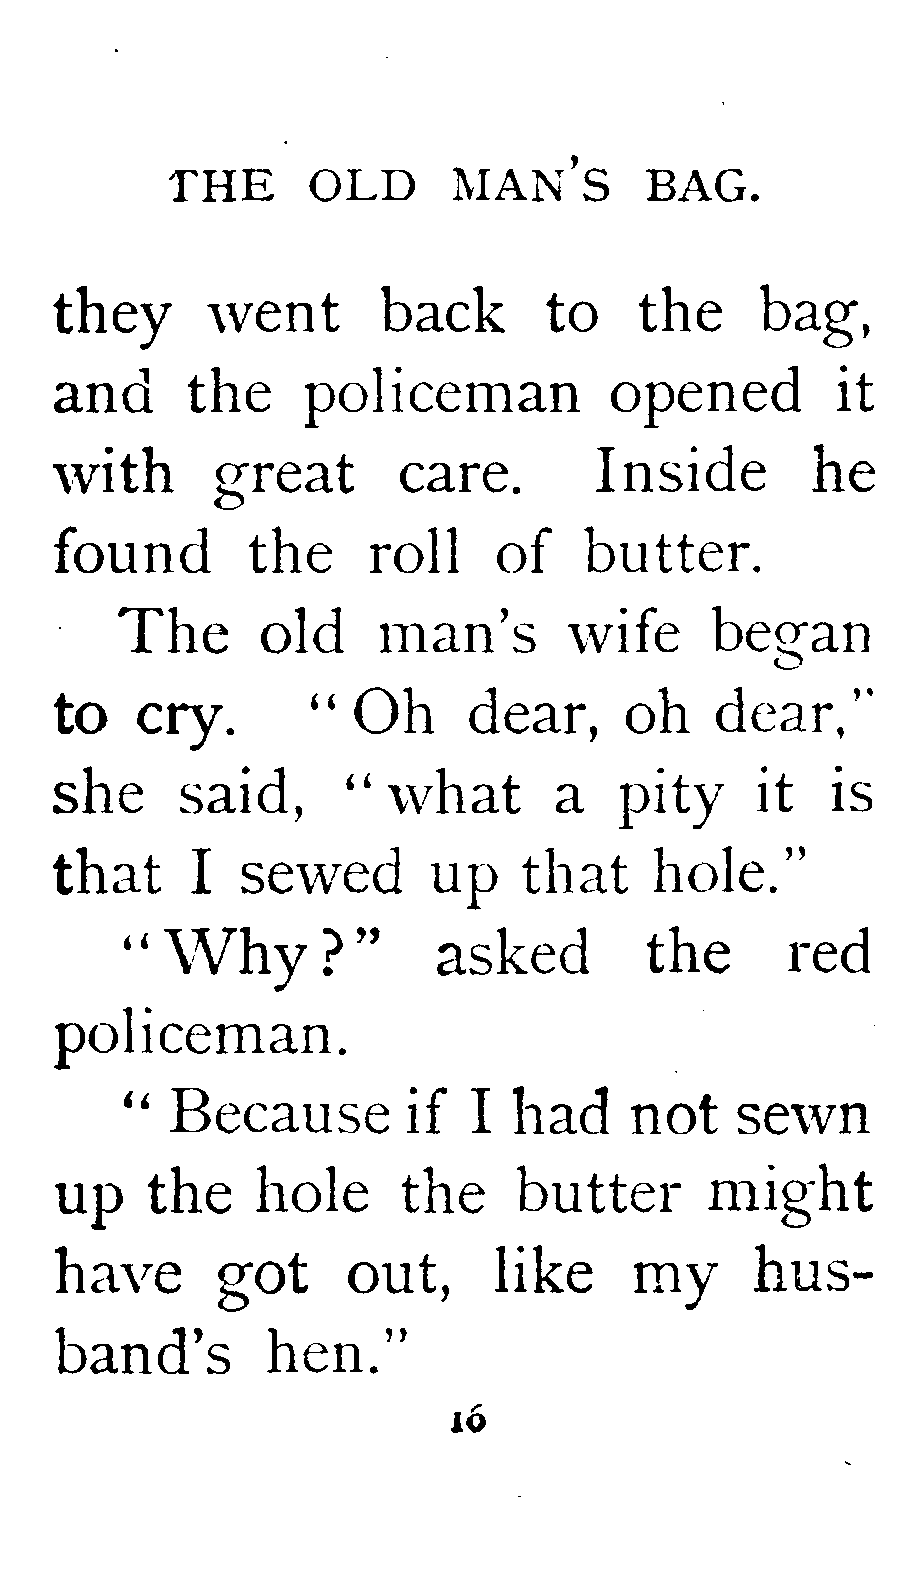 THE OLD MAN'S BAG.
they went back to the bag,
and the policeman opened it
with great care. Inside he
found the roll of butter.
The old man's wife began
to cry. "Oh dear, oh dear,"
she said, "what a pity it is
that I sewed up that hole."
"Why?" asked the red
policeman.
"Because if I had not sewn
up the hole the butter might
have got out, like my hus-
band's hen."
16